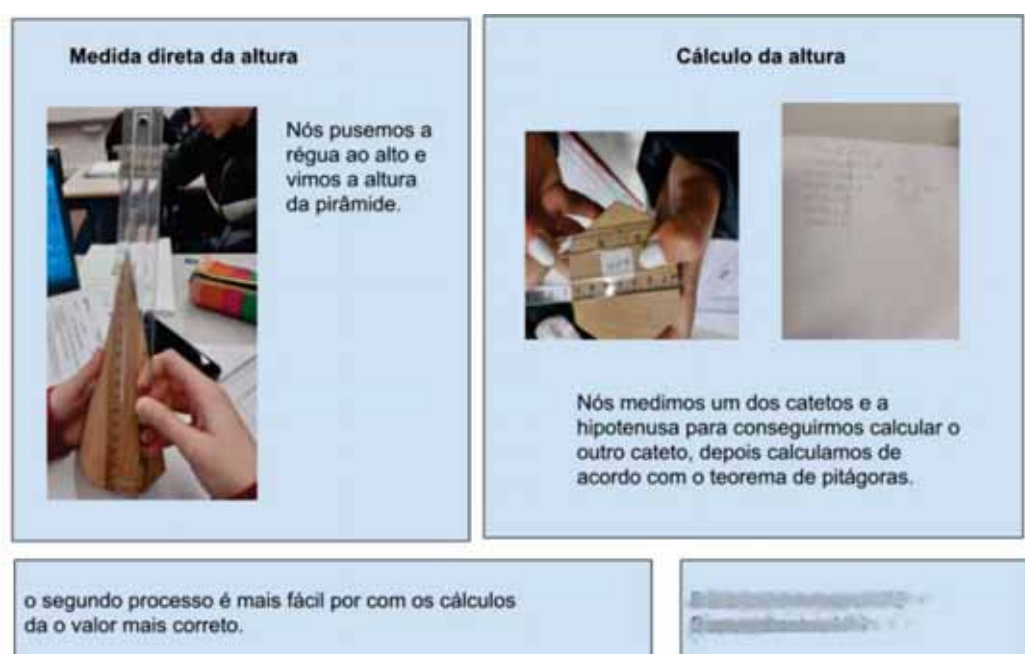 Medida direta da altura
Nós pusemos a
régua ao alto e
vimos a altura
da pirâmide.
Cálculo da altura
Nós medimos um dos catetos e a
hipotenusa para conseguirmos calcular o
outro cateto, depois calculamos de
acordo com o teorema de pitágoras.
o segundo processo é mais fácil por com os cálculos
da o valor mais correto.